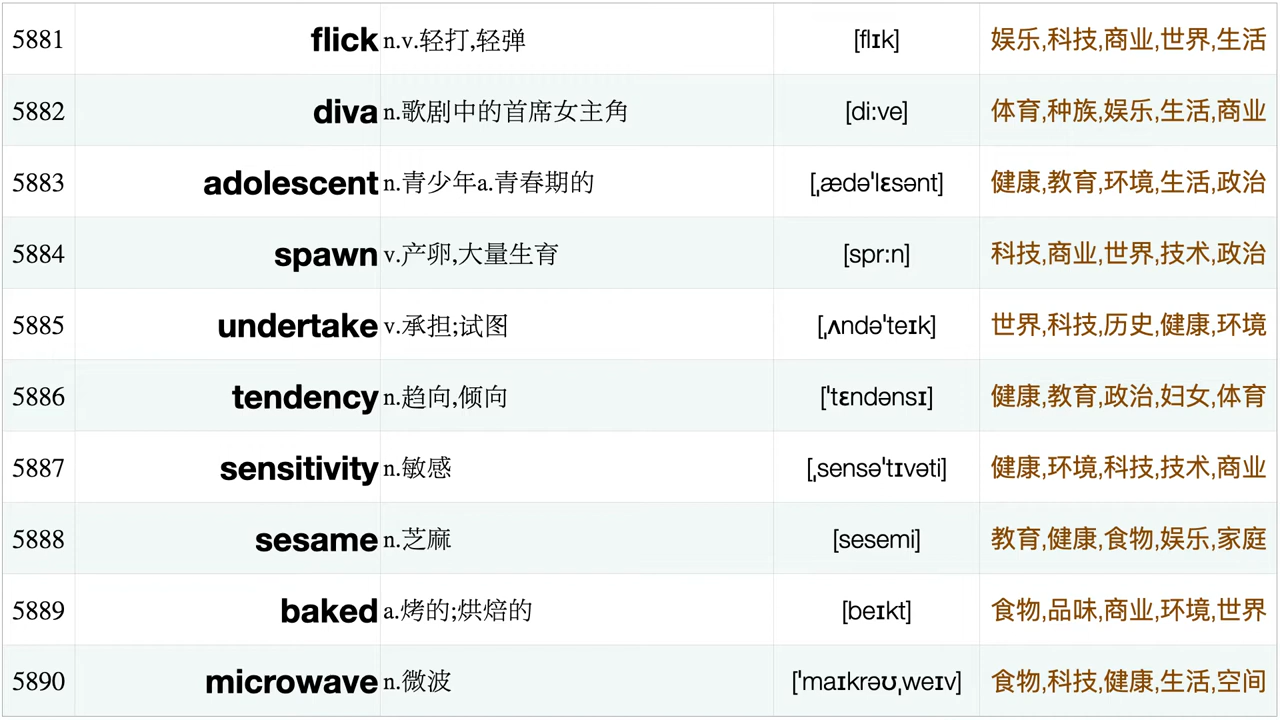 5881 flick n.v.轻打,轻弹 [flɪk] 娱乐,科技,商业,世界,生活
5882 diva n.歌剧中的首席女主角 [di:ve] 体育,种族,娱乐,生活,商业
5883 adolescent n.青少年a.青春期的 [ˌædəˈlɛsənt] 健康,教育,环境,生活,政治
5884 spawn v.产卵,大量生育 [spr:n] 科技,商业,世界,技术,政治
5885 undertake v.承担;试图 [ˌʌndəˈteɪk] 世界,科技,历史,健康,环境
5886 tendency n.趋向,倾向 [ˈtɛndənsɪ] 健康,教育,政治,妇女,体育
5887 sensitivity n.敏感 [ˌsensəˈtɪvəti] 健康,环境,科技,技术,商业
5888 sesame n.芝麻 [sesemi] 教育,健康,食物,娱乐,家庭
5889 baked a.烤的;烘焙的 [beɪkt] 食物,品味,商业,环境,世界
5890 microwave n.微波 [ˈmaɪkrəʊˌweɪv] 食物,科技,健康,生活,空间